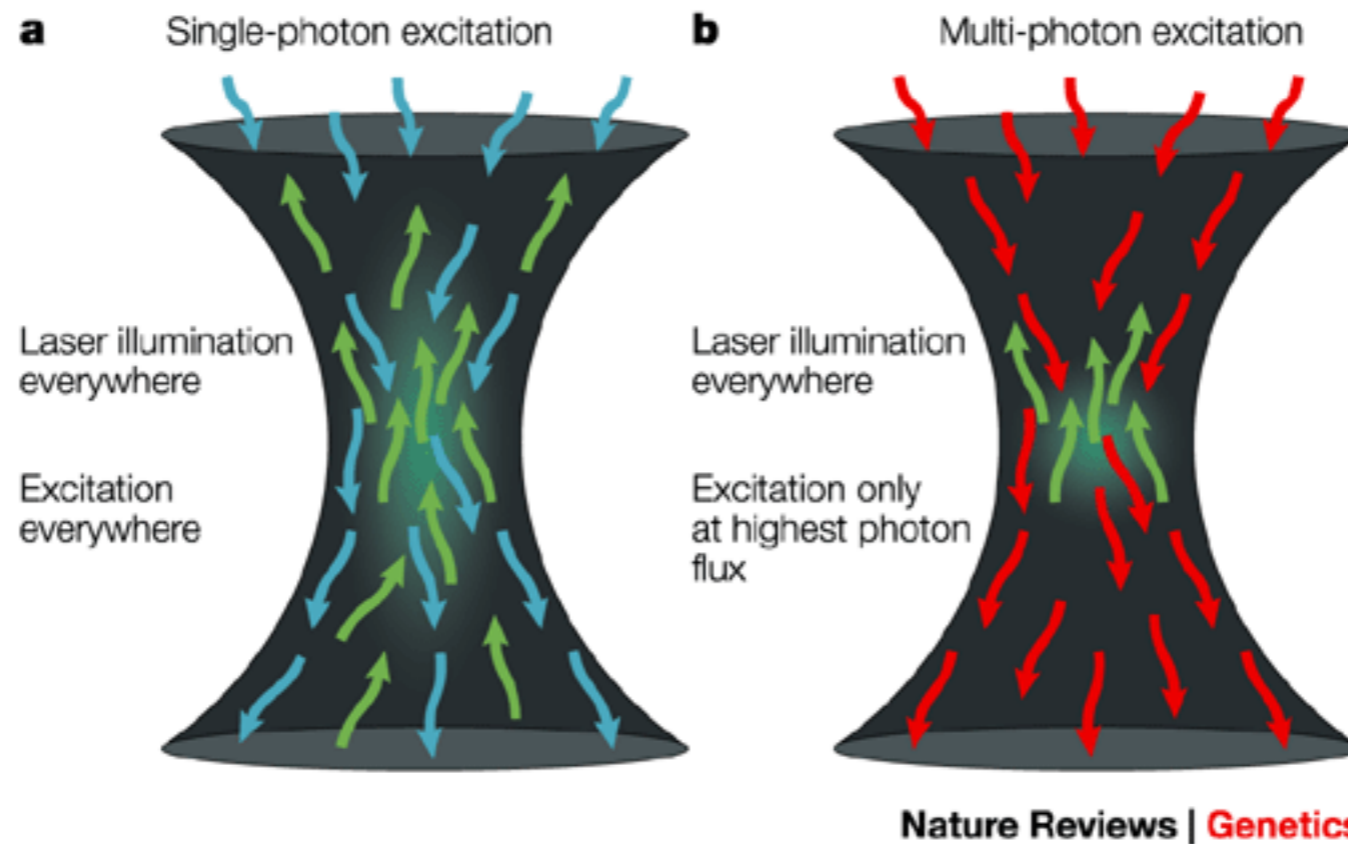 a Single-photon excitation
Laser illumination
everywhere
Excitation
everywhere
b Multi-photon excitation
Laser illumination
everywhere
Excitation only
at highest photon
flux
Nature Reviews | Genetics